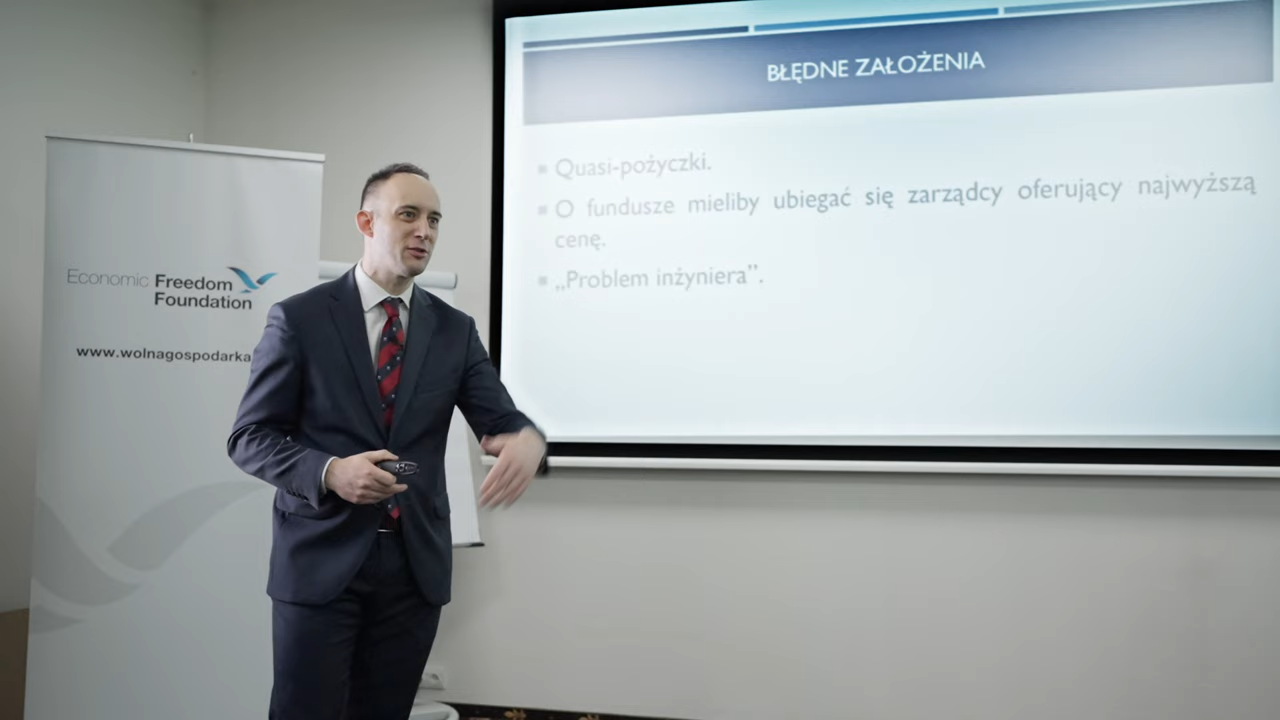 BŁĘDNE ZAŁOŻENIA
Quasi-pożyczki.
O fundusze mieliby ubiegać się zarządcy oferujący najwyższą
cenę.
„Problem inżyniera”.
Economic Freedom
Foundation
www.wolnagospodarka